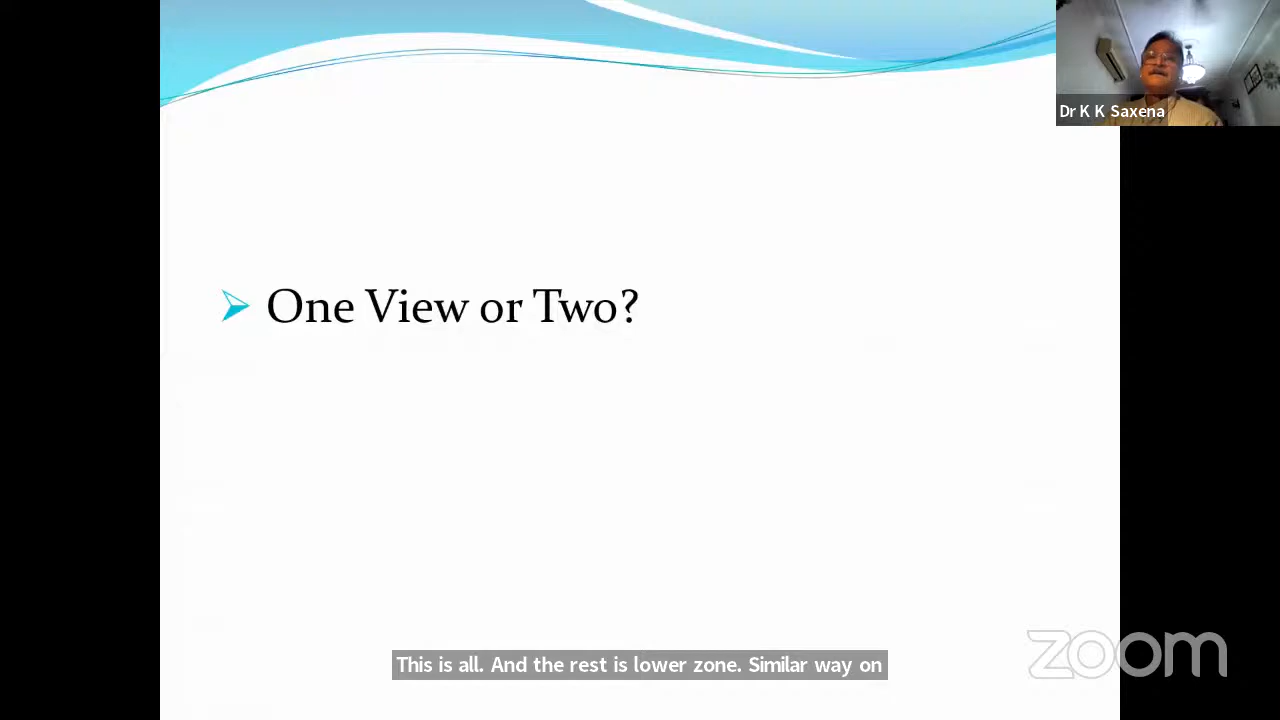 Dr K K Saxena
One View or Two?
This is all. And the rest is lower zone. Similar way on
zoom